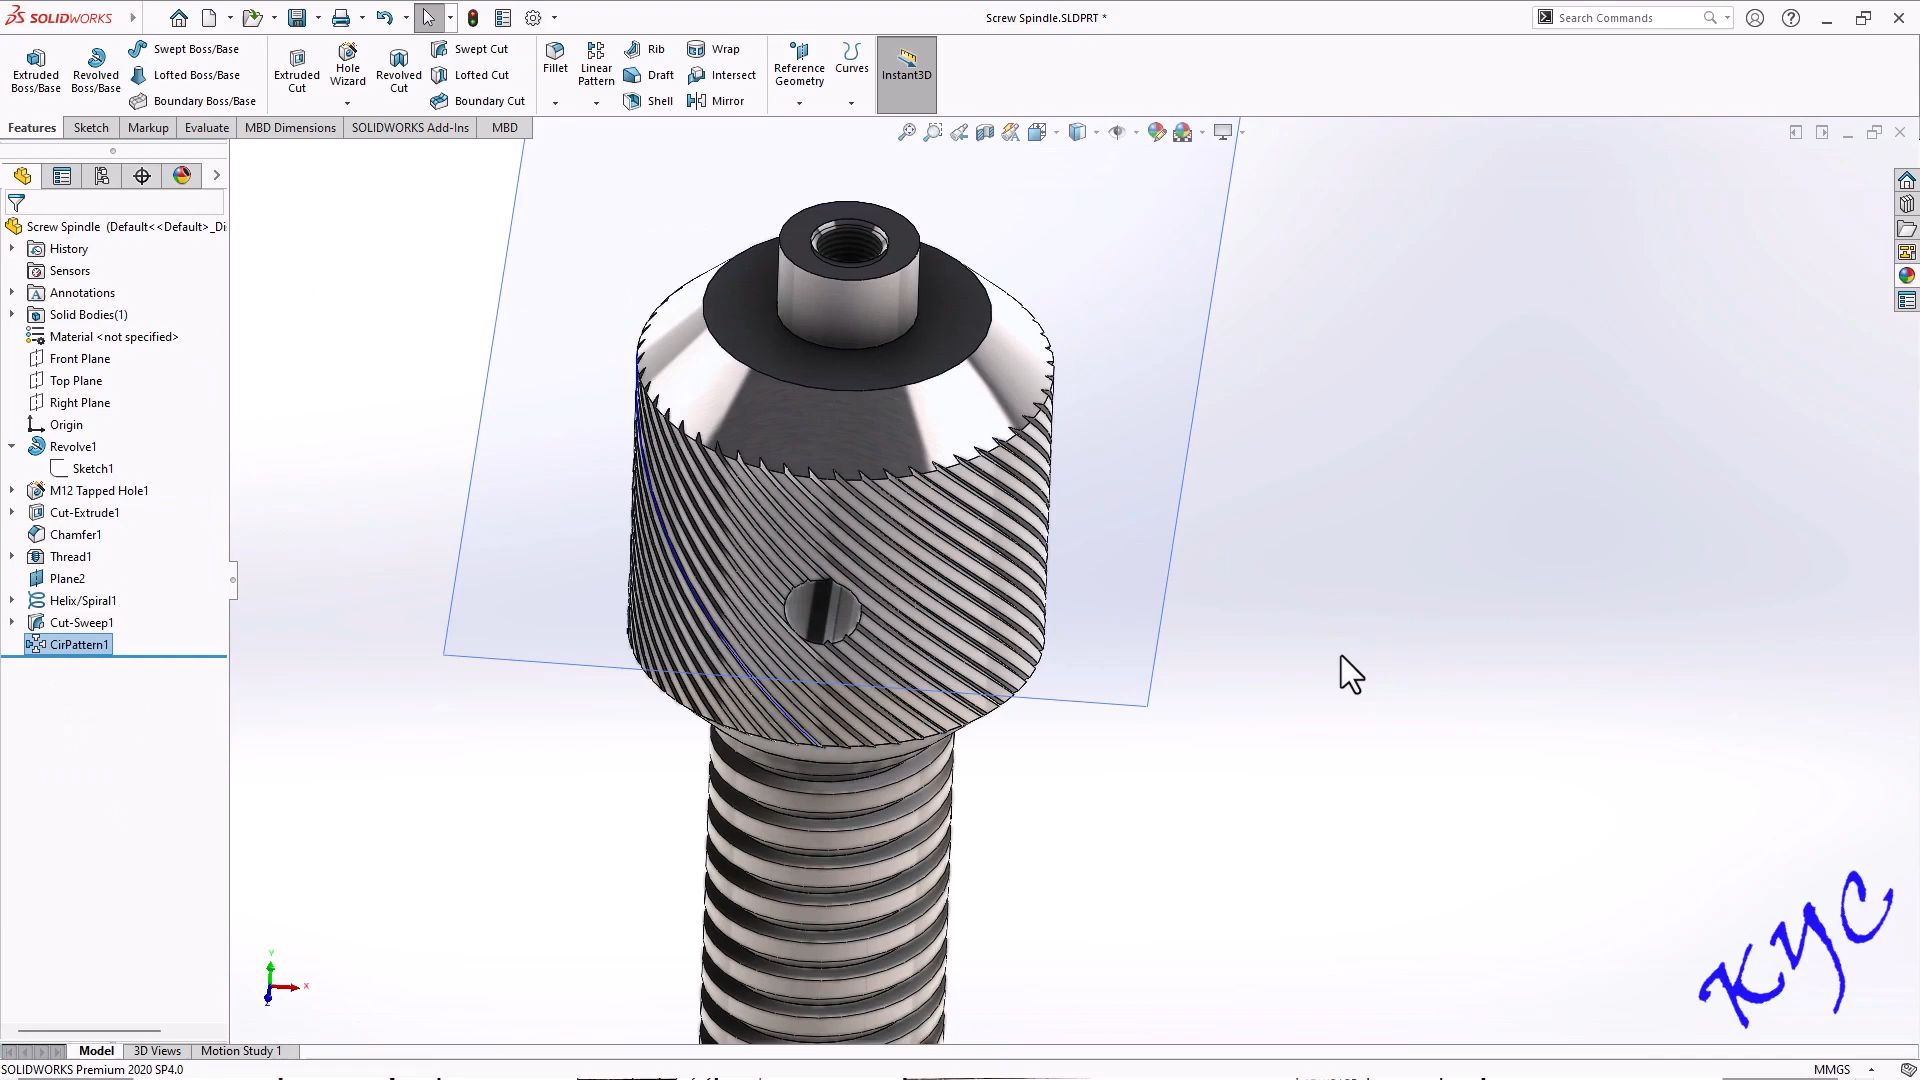 SOLIDWORKS
Screw Spindle.SLDPRT *
Search Commands
Extruded Boss/Base
Revolved Boss/Base
Swept Boss/Base
Lofted Boss/Base
Boundary Boss/Base
Extruded Cut
Hole Wizard
Revolved Cut
Swept Cut
Lofted Cut
Boundary Cut
Fillet
Linear Pattern
Rib
Draft
Shell
Wrap
Intersect
Mirror
Reference Geometry
Curves
Instant3D
Features
Sketch
Markup
Evaluate
MBD Dimensions
SOLIDWORKS Add-Ins
MBD
Screw Spindle (Default<<Default>_Di
History
Sensors
Annotations
Solid Bodies(1)
Material <not specified>
Front Plane
Top Plane
Right Plane
Origin
Revolve1
Sketch1
M12 Tapped Hole1
Cut-Extrude1
Chamfer1
Thread1
Plane2
Helix/Spiral1
Cut-Sweep1
CirPattern1
Y
X
Z
KYC
Model
3D Views
Motion Study 1
SOLIDWORKS Premium 2020 SP4.0
MMGS